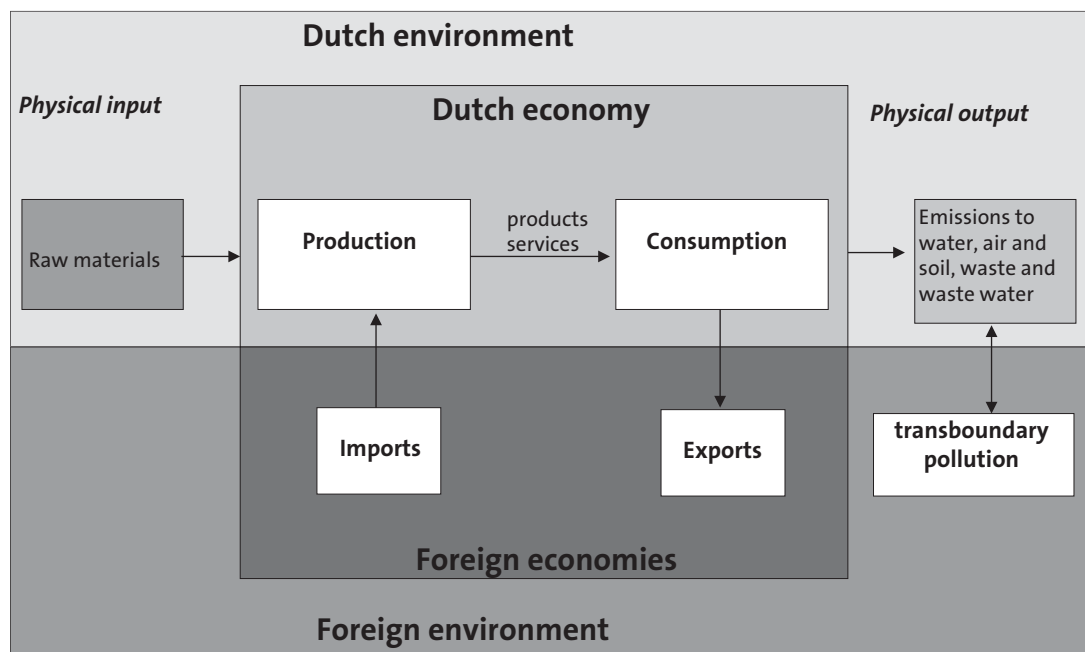 Dutch environment
Physical input
Dutch economy
Physical output
Raw materials
Production
products
services
Consumption
Emissions to
water, air and
soil, waste and
waste water
Imports
Exports
transboundary
pollution
Foreign economies
Foreign environment